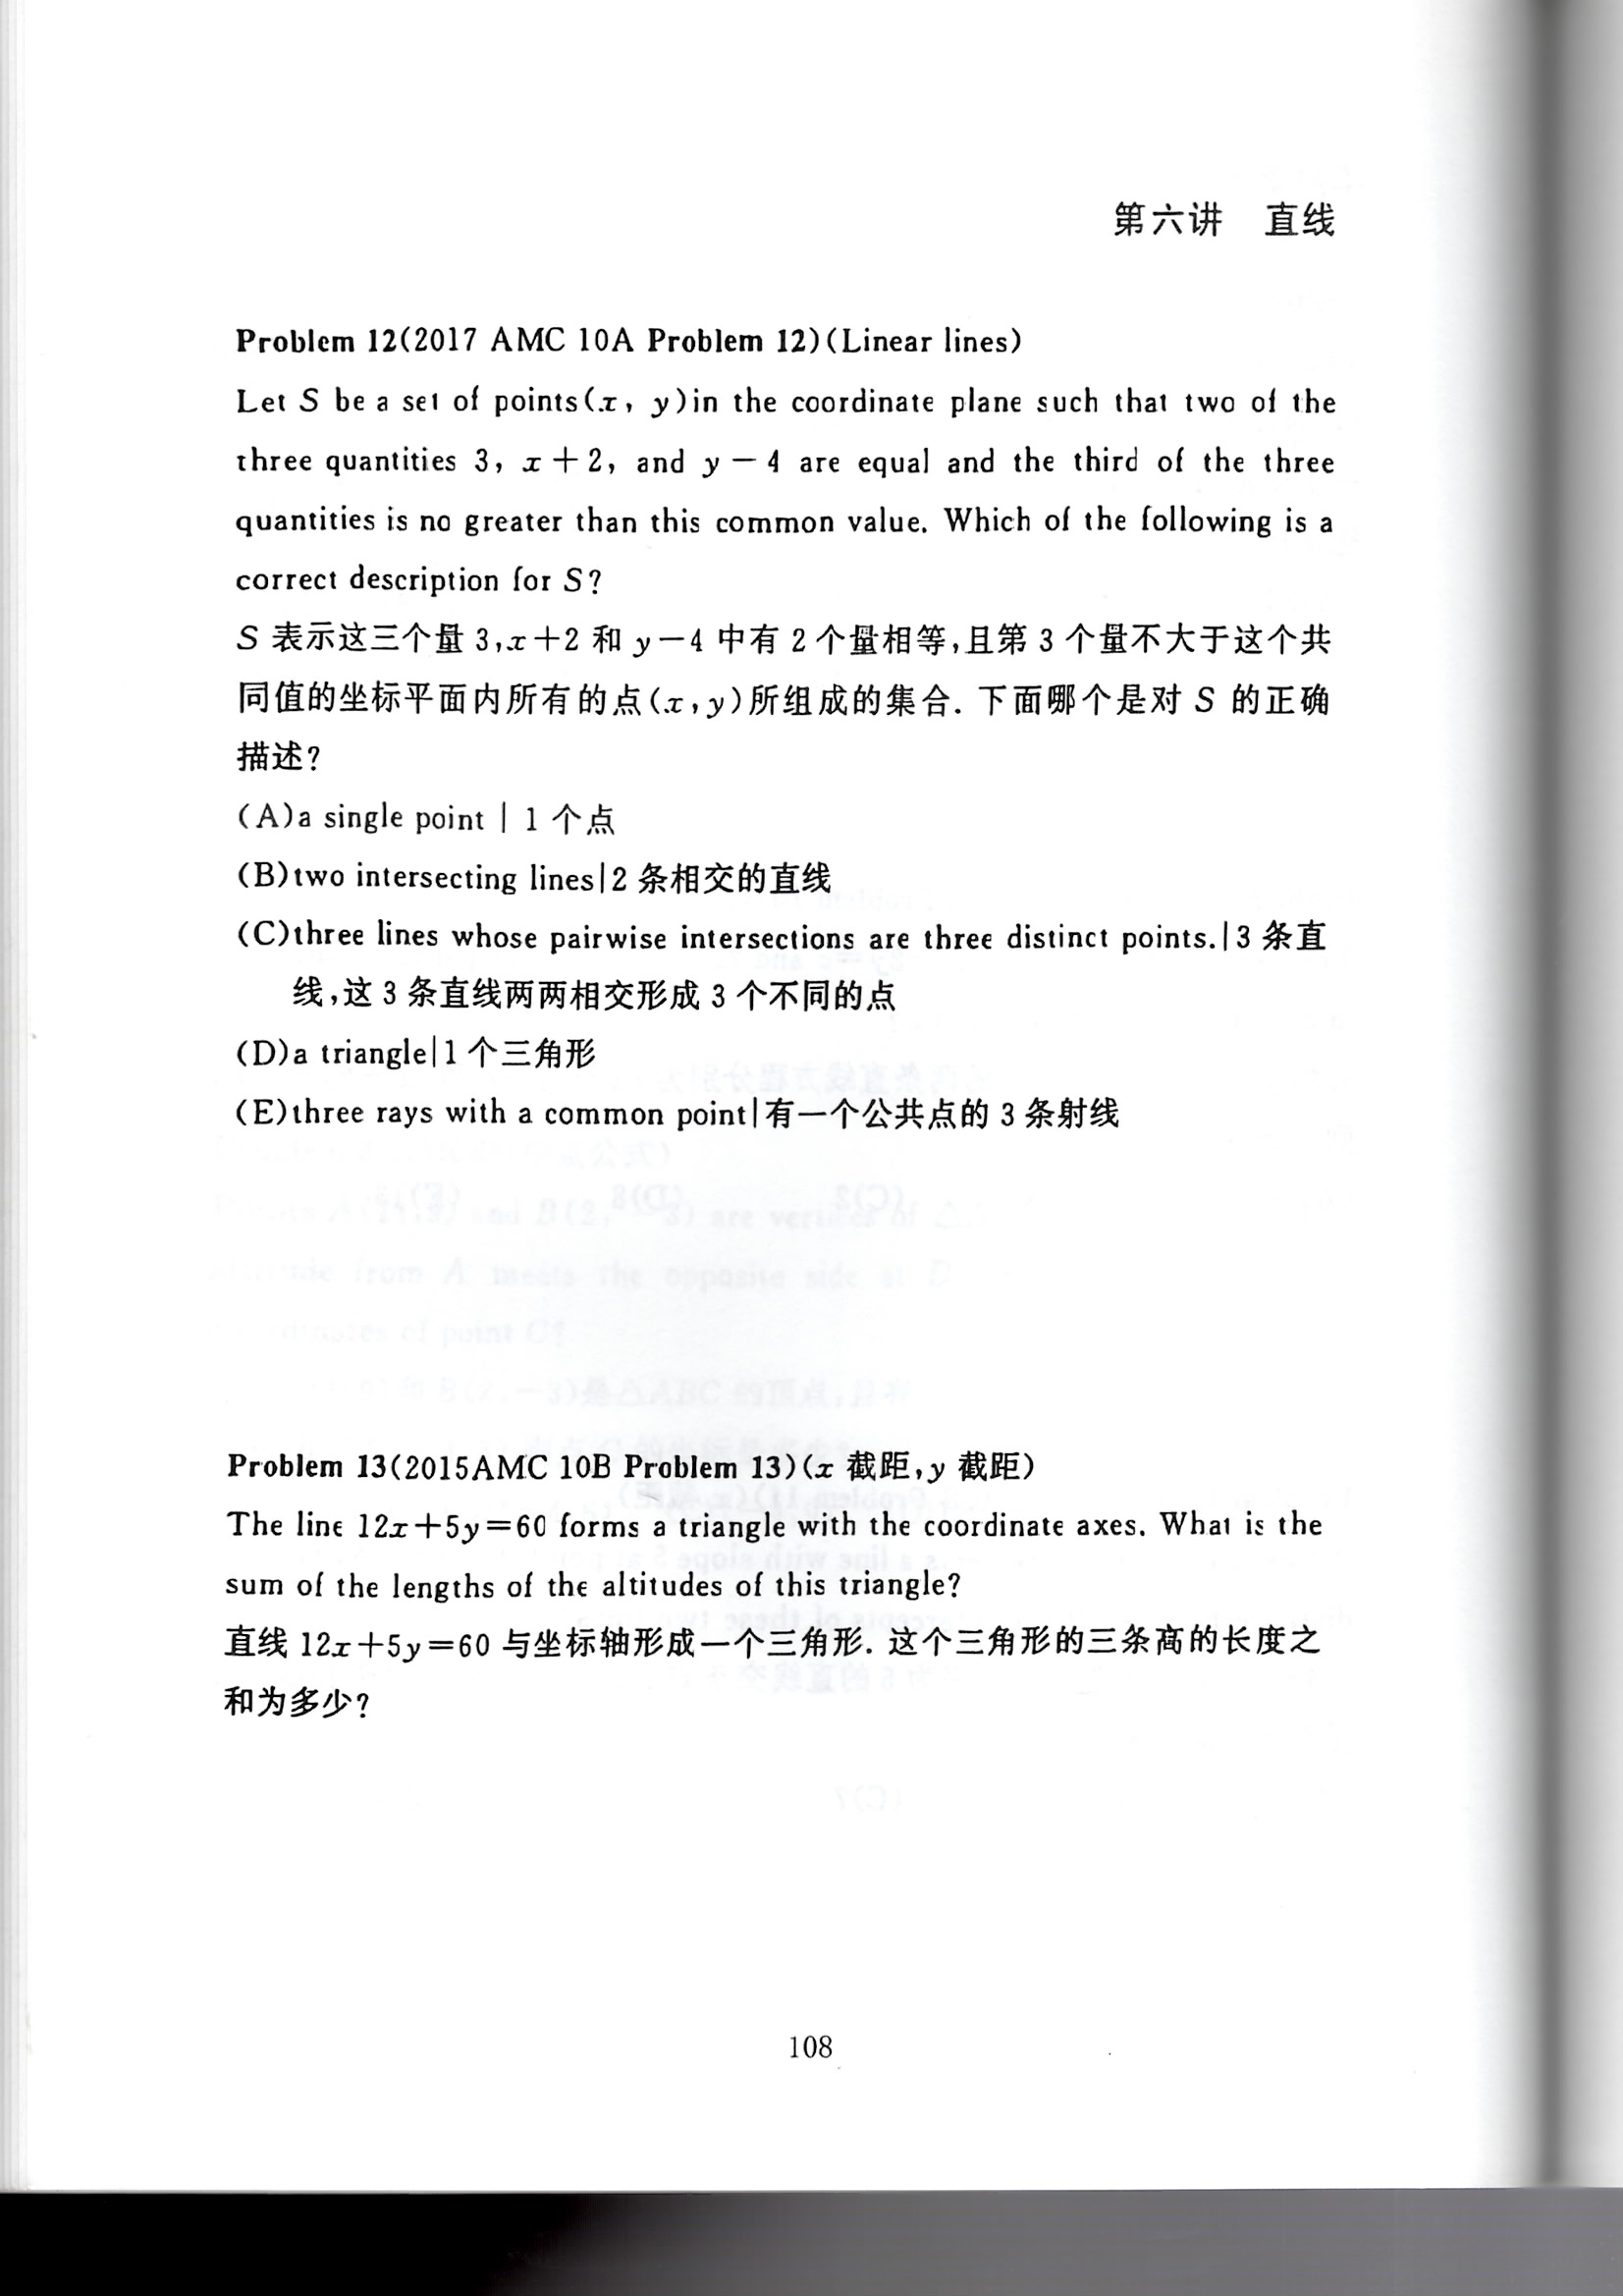 第六讲 直线
Problem 12(2017 AMC 10A Problem 12)(Linear lines)
Let S be a set of points(x, y)in the coordinate plane such that two of the
three quantities 3, x+2, and y-4 are equal and the third of the three
quantities is no greater than this common value. Which of the following is a
correct description for S?
S 表示这三个量 3,x+2 和 y-4 中有 2 个量相等,且第 3 个量不大于这个共
同值的坐标平面内所有的点(x,y)所组成的集合. 下面哪个是对 S 的正确
描述?
(A)a single point | 1 个点
(B)two intersecting lines|2 条相交的直线
(C)three lines whose pairwise intersections are three distinct points.|3 条直
线,这 3 条直线两两相交形成 3 个不同的点
(D)a triangle|1 个三角形
(E)three rays with a common point|有一个公共点的 3 条射线
Problem 13(2015AMC 10B Problem 13)(x 截距,y 截距)
The line 12x+5y=60 forms a triangle with the coordinate axes. What is the
sum of the lengths of the altitudes of this triangle?
直线 12x+5y=60 与坐标轴形成一个三角形. 这个三角形的三条高的长度之
和为多少?
108